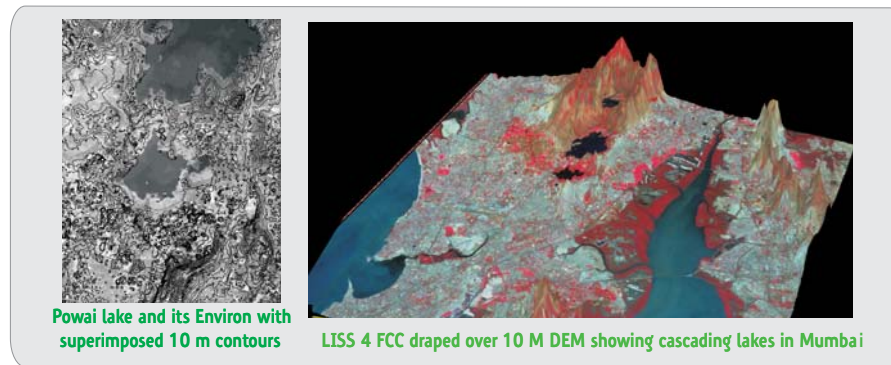 Powai lake and its Environ with
superimposed 10 m contours
LISS 4 FCC draped over 10 M DEM showing cascading lakes in Mumbai